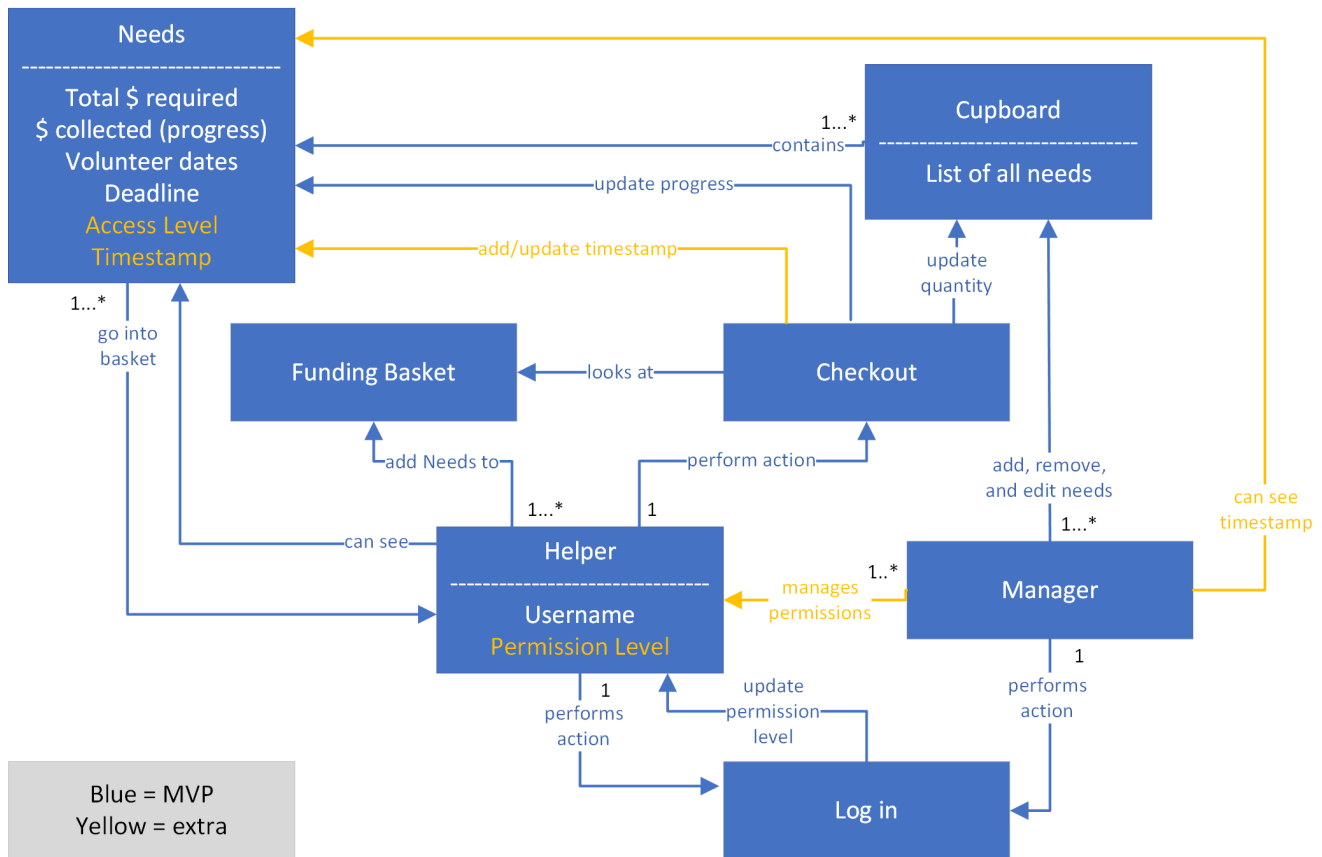 Needs
--------------------------------
Total $ required
$ collected (progress)
Volunteer dates
Deadline
Access Level
Timestamp
Cupboard
--------------------------------
List of all needs
1...*
contains
update progress
add/update timestamp
update
quantity
1...*
go into
basket
Funding Basket
looks at
Checkout
add Needs to
perform action
add, remove,
and edit needs
can see
timestamp
1...*
1
1...*
can see
Helper
--------------------------------
Username
Permission Level
1..*
manages
permissions
Manager
1
performs
action
update
permission
level
1
performs
action
Log in
Blue = MVP
Yellow = extra